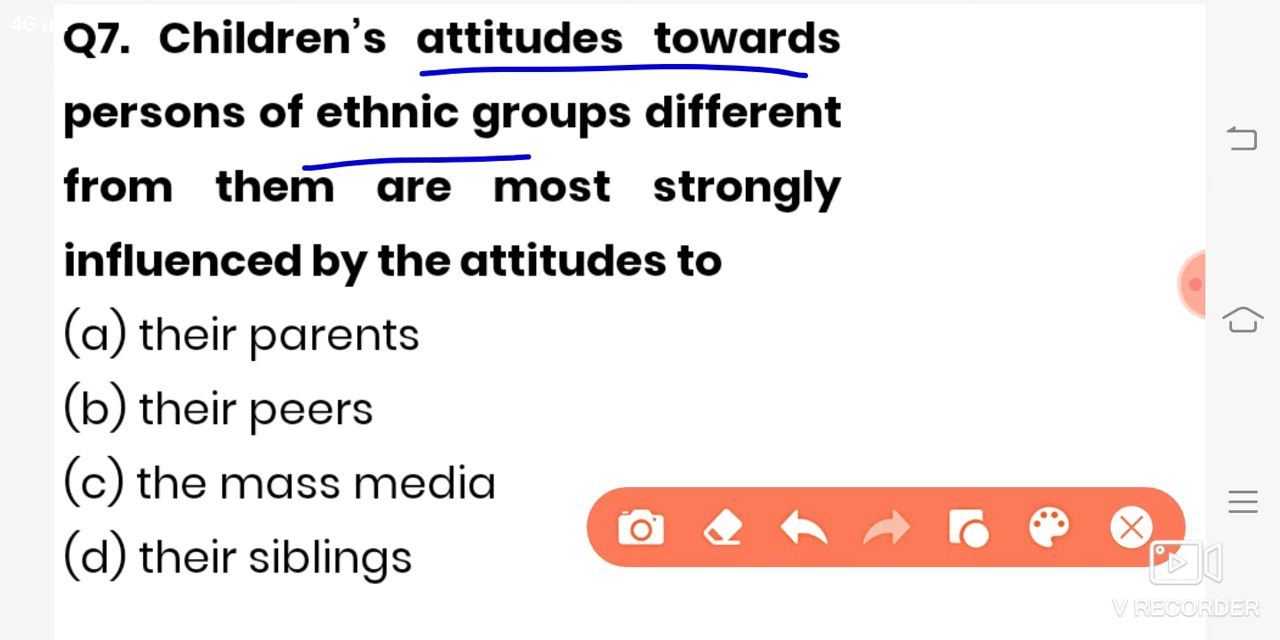 4G
Q7. Children's attitudes towards
persons of ethnic groups different
from them are most strongly
influenced by the attitudes to
(a) their parents
(b) their peers
(c) the mass media
(d) their siblings
V RECORDER